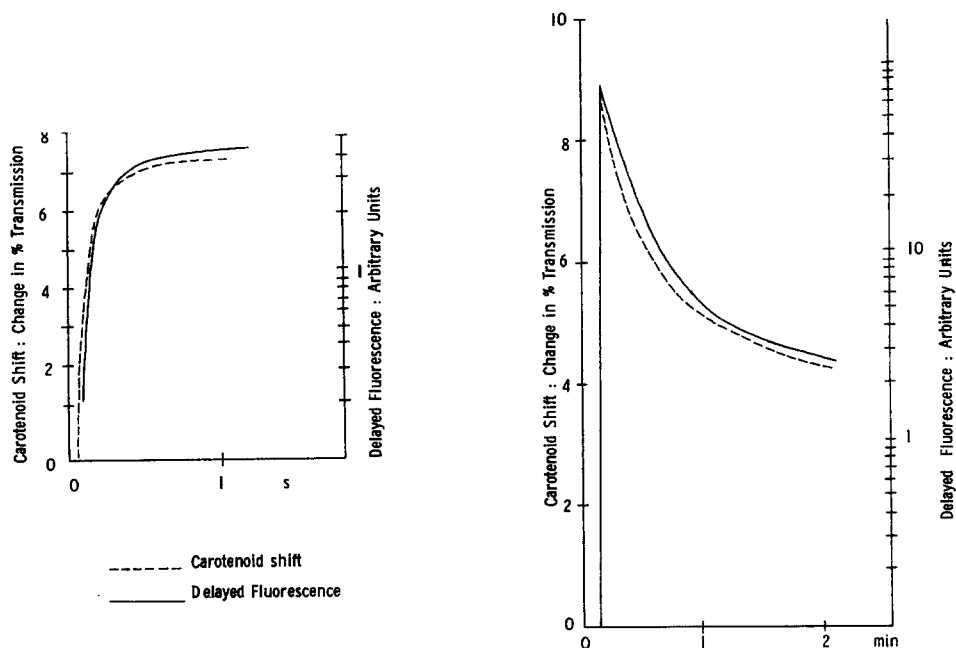 8
6
4
2
0
Carotenoid Shift : Change in % Transmission
0
1
s
1
Delayed Fluorescence : Arbitrary Units
Carotenoid shift
Delayed Fluorescence
10
8
6
4
2
0
Carotenoid Shift : Change in % Transmission
0
1
2
min
10
1
Delayed Fluorescence : Arbitrary Units